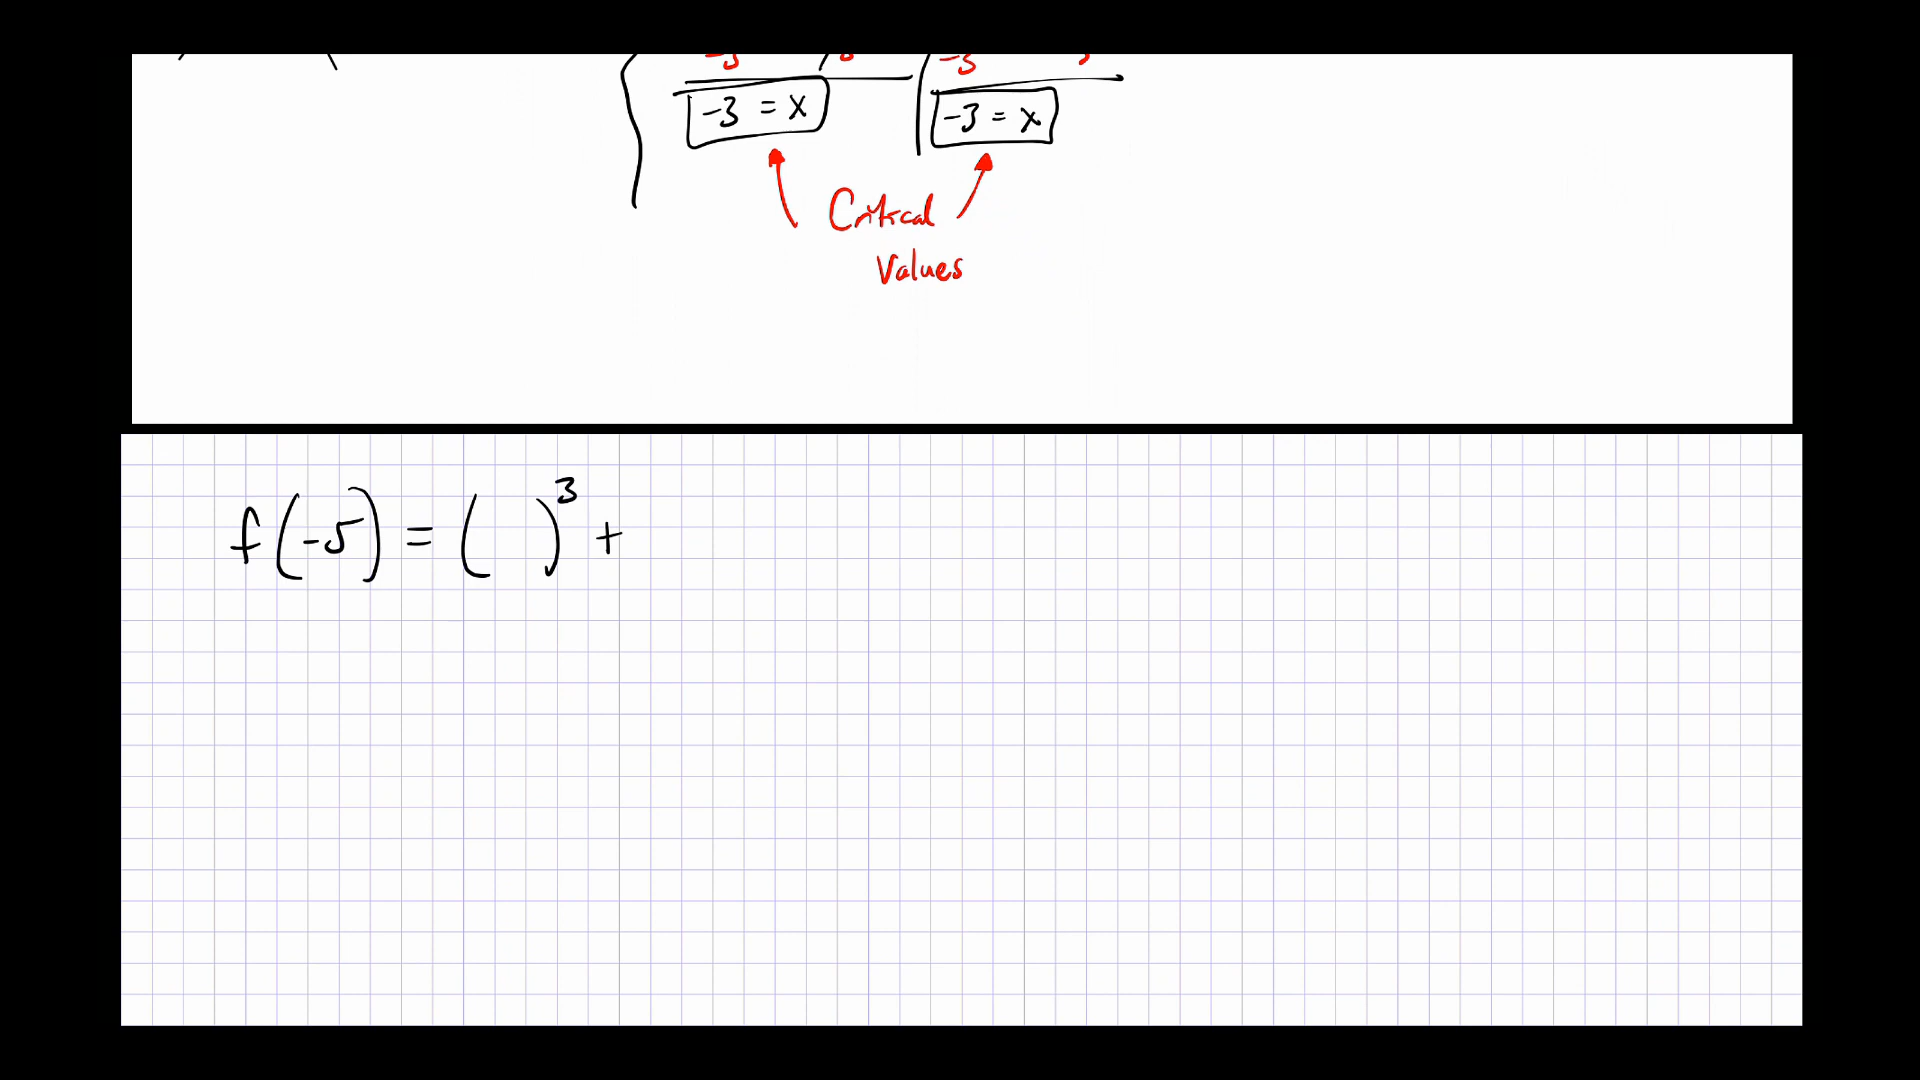 -3 = x -3 = x
Critical
Values
f(-5) = ( )³ +